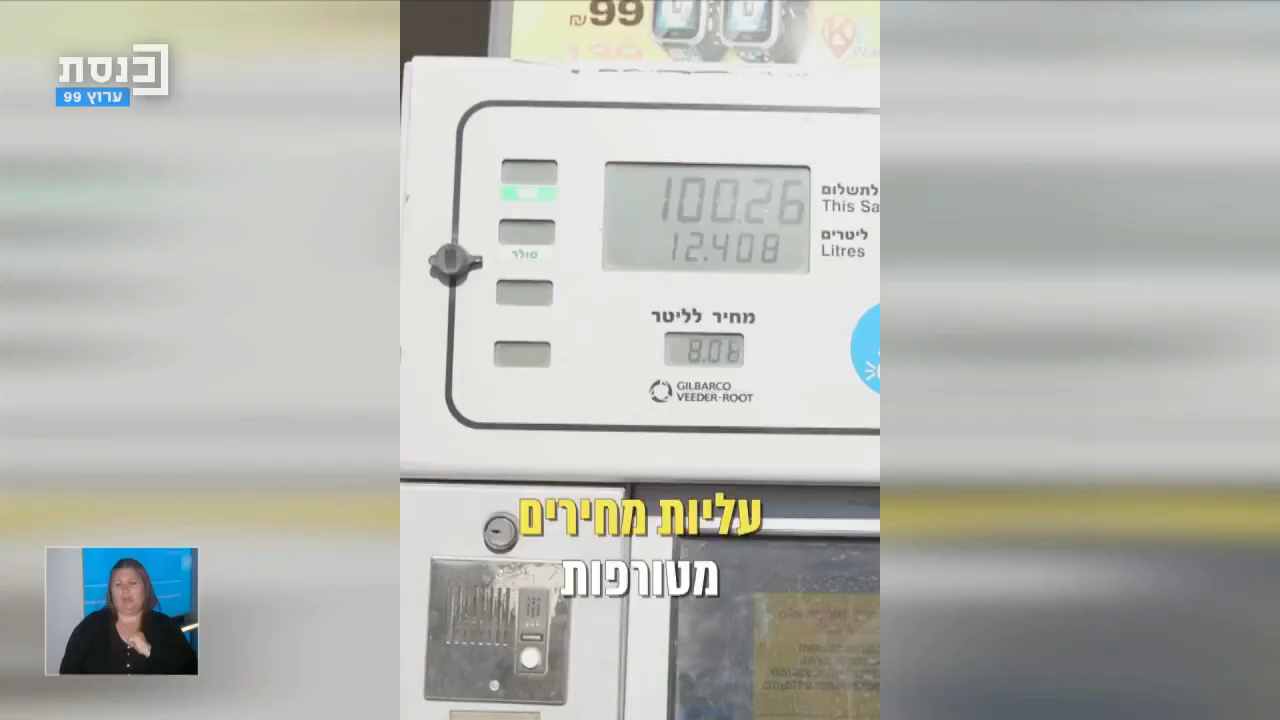 כנסת
ערוץ 99
₪99
139
100.26
לתשלום
This Sa
12.408
ליטרים
Litres
סולר
מחיר לליטר
8.08
GILBARCO
VEEDER-ROOT
עליות מחירים
מטורפות